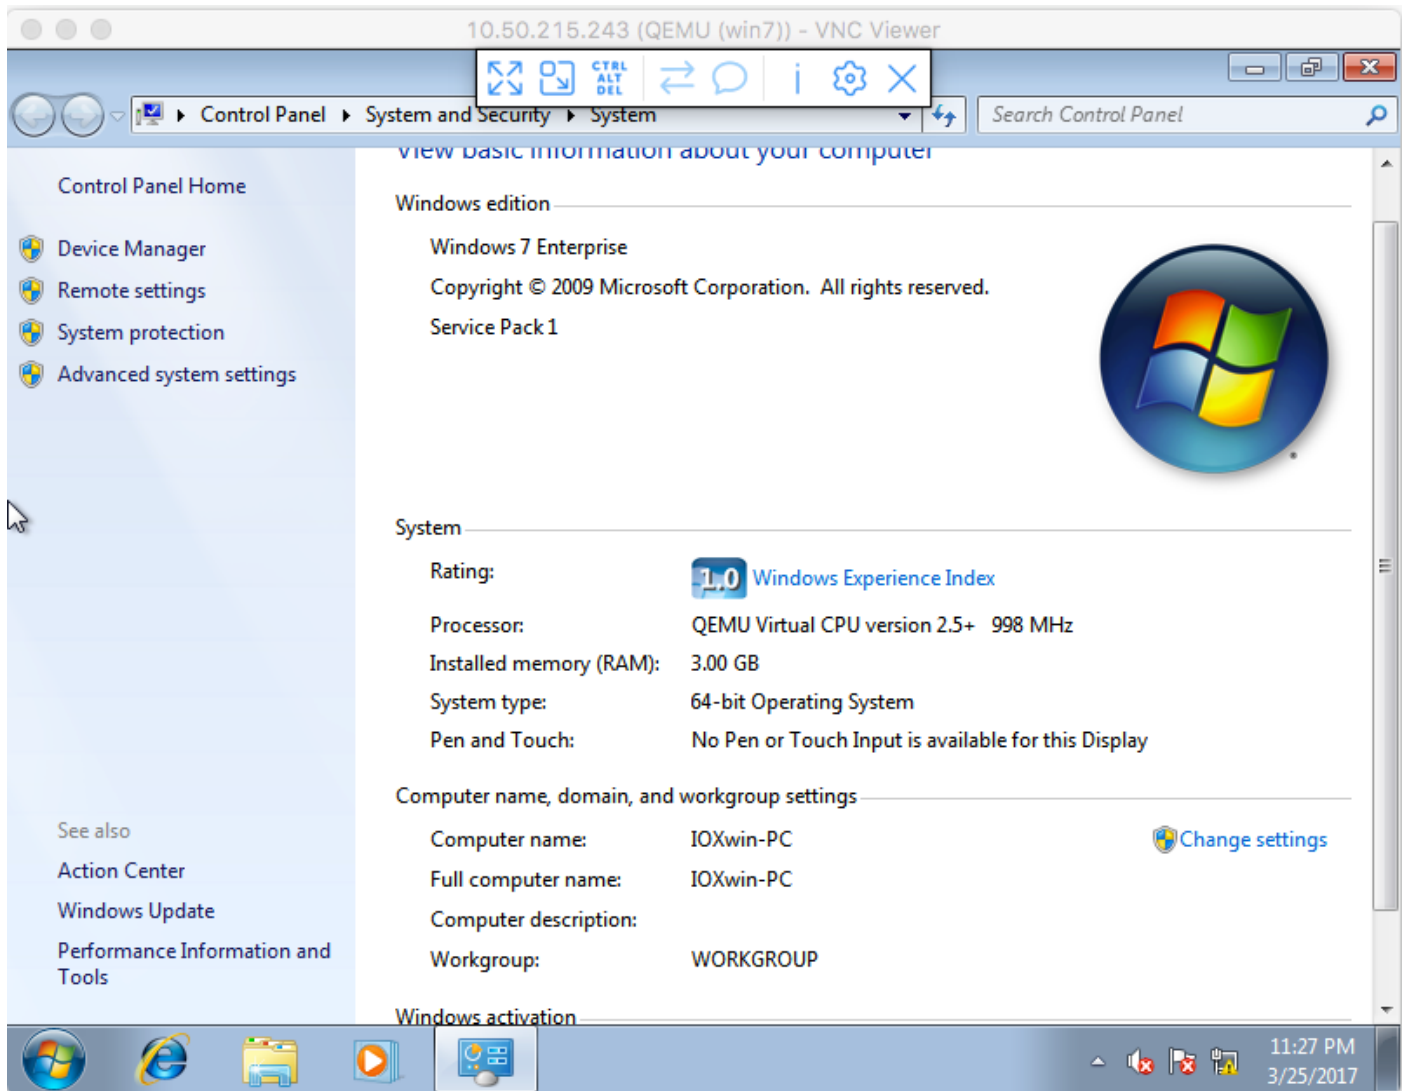 10.50.215.243 (QEMU (win7)) - VNC Viewer
CTRL
ALT
DEL
Control Panel System and Security System
Search Control Panel
View basic information about your computer
Control Panel Home
Device Manager
Remote settings
System protection
Advanced system settings
See also
Action Center
Windows Update
Performance Information and
Tools
Windows edition
Windows 7 Enterprise
Copyright © 2009 Microsoft Corporation. All rights reserved.
Service Pack 1
System
Rating: 1.0 Windows Experience Index
Processor: QEMU Virtual CPU version 2.5+ 998 MHz
Installed memory (RAM): 3.00 GB
System type: 64-bit Operating System
Pen and Touch: No Pen or Touch Input is available for this Display
Computer name, domain, and workgroup settings
Computer name: IOXwin-PC Change settings
Full computer name: IOXwin-PC
Computer description:
Workgroup: WORKGROUP
Windows activation
11:27 PM
3/25/2017